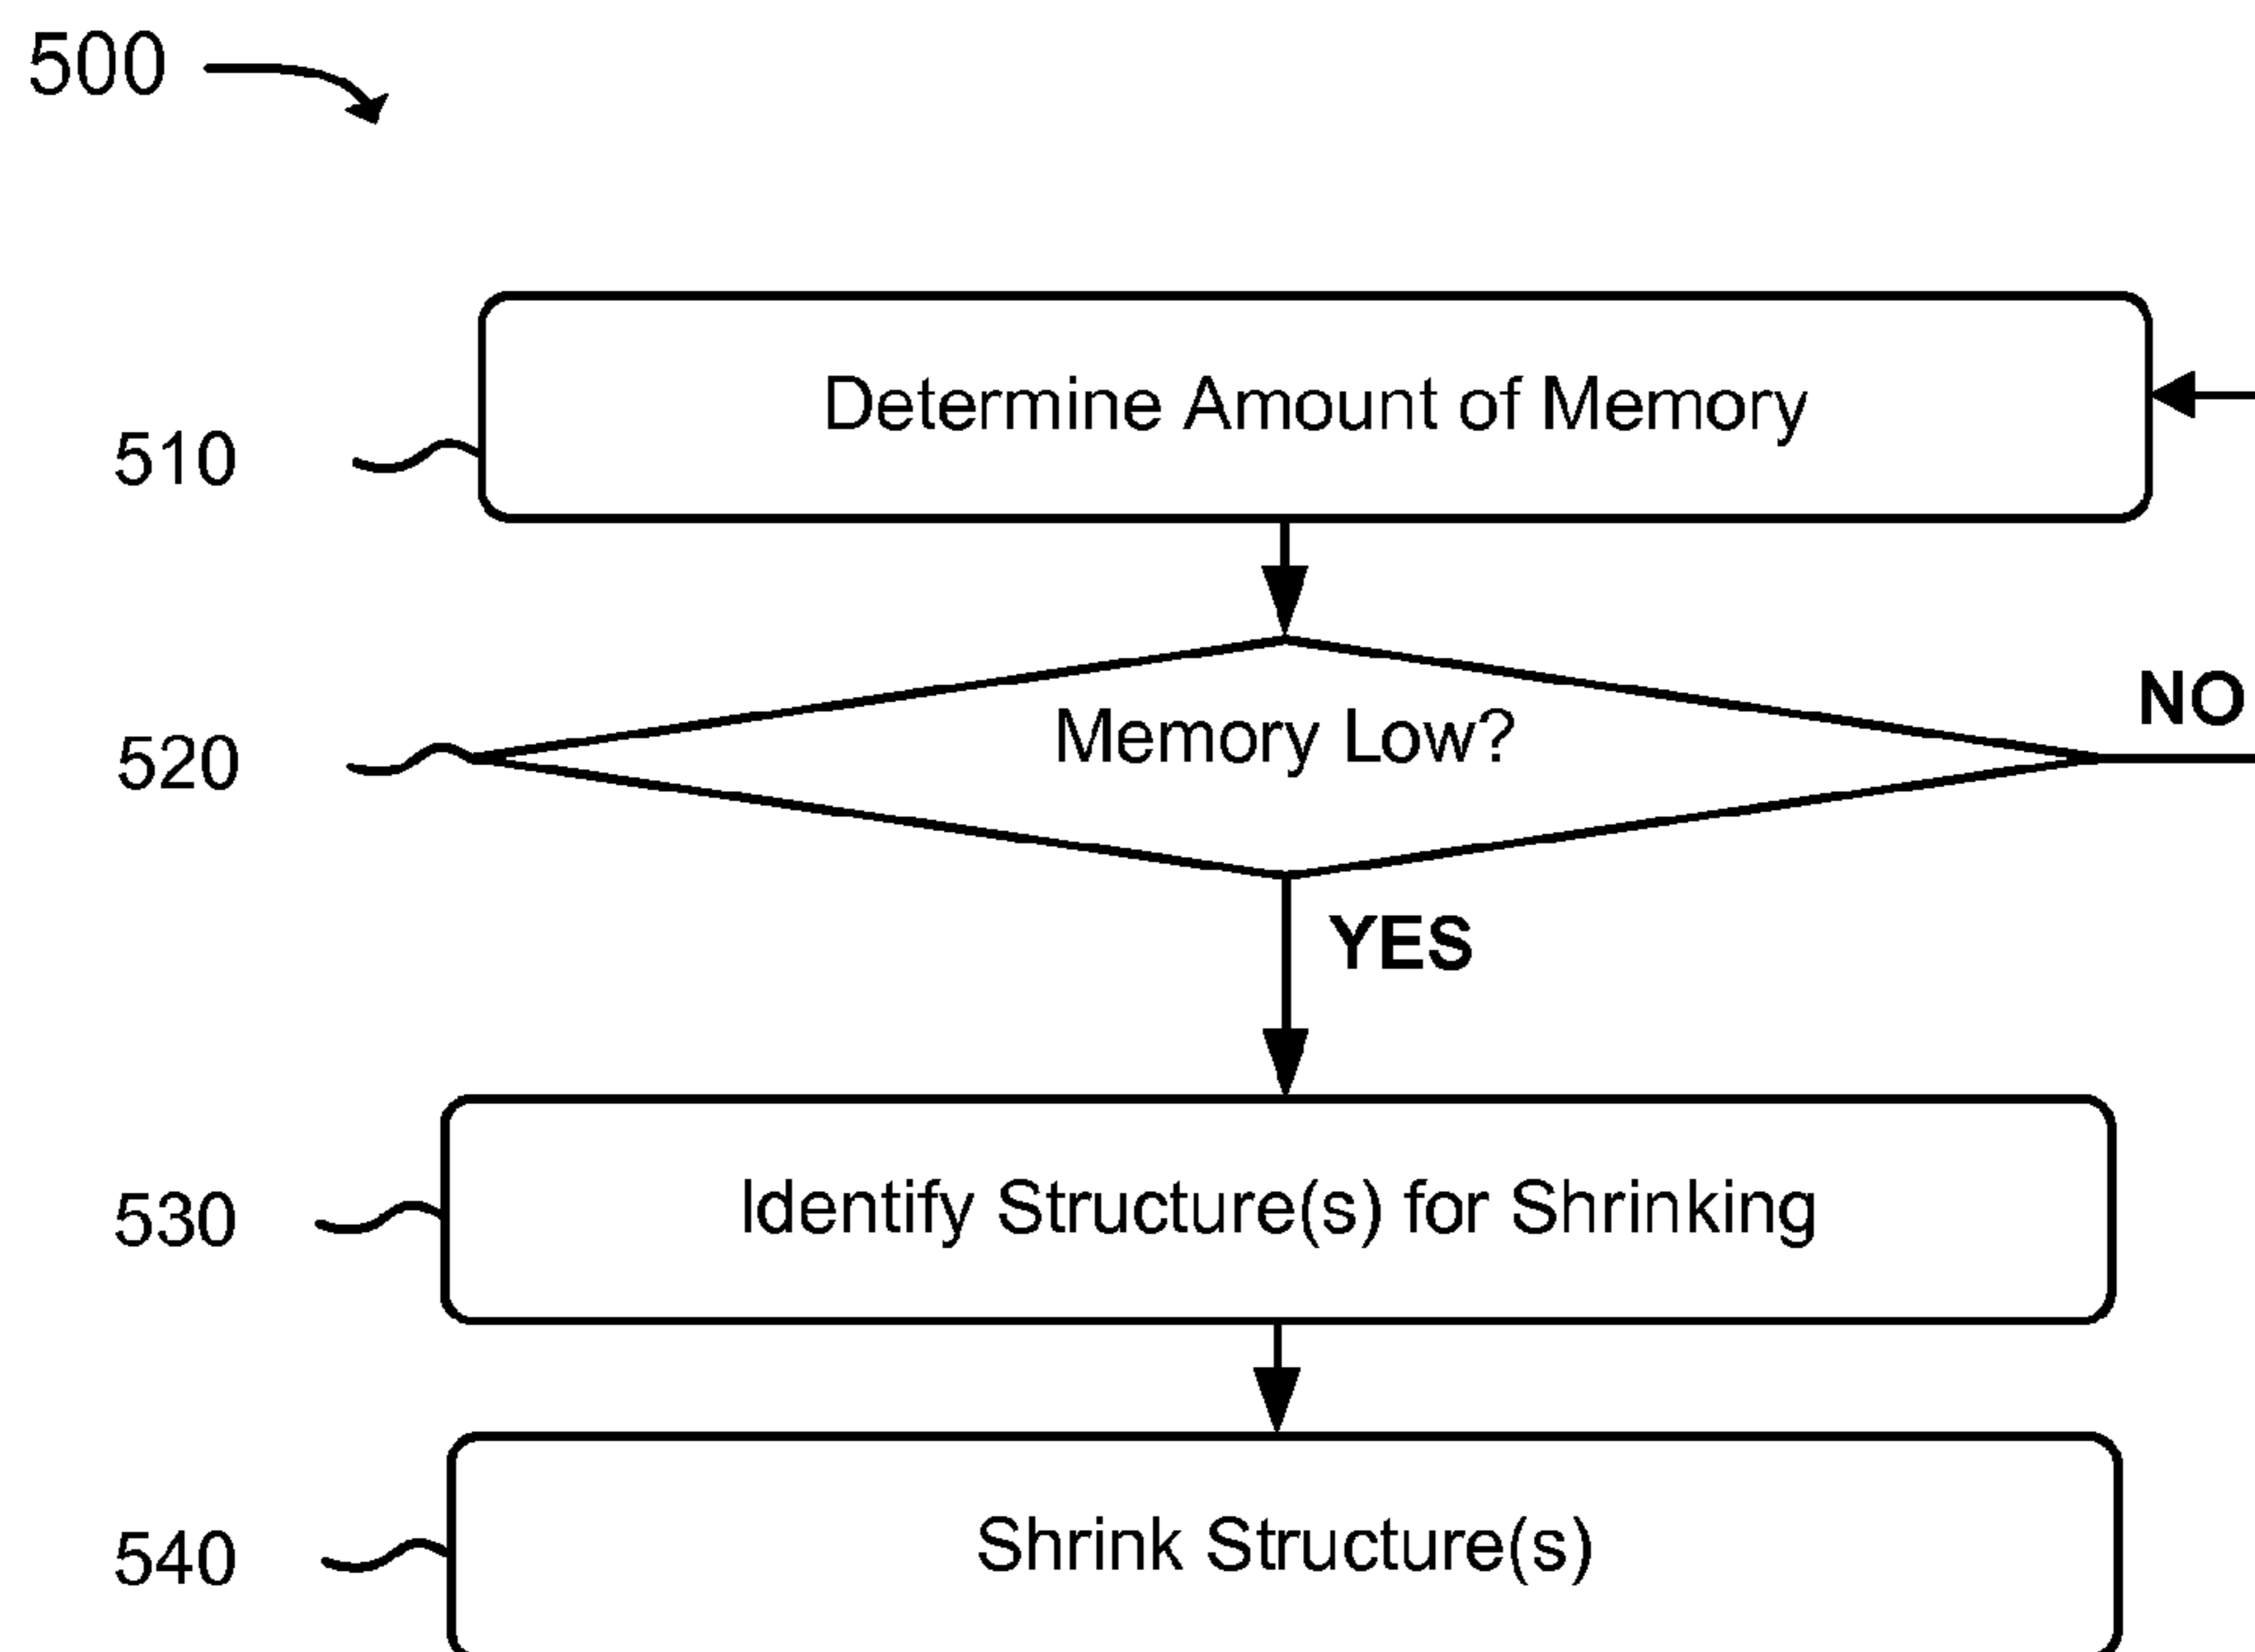 500
Determine Amount of Memory
510
Memory Low?
NO
520
YES
Identify Structure(s) for Shrinking
530
Shrink Structure(s)
540